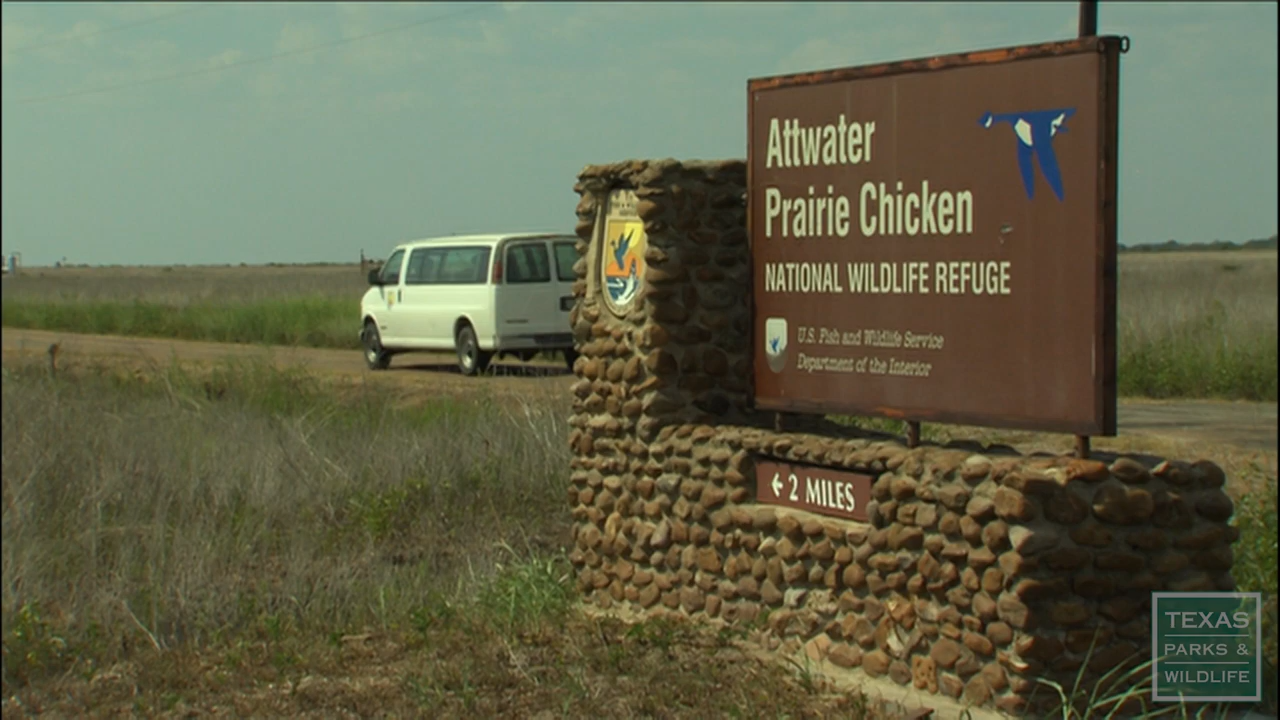 Attwater
Prairie Chicken
NATIONAL WILDLIFE REFUGE
U.S. Fish and Wildlife Service
Department of the Interior
← 2 MILES
TEXAS
PARKS &
WILDLIFE